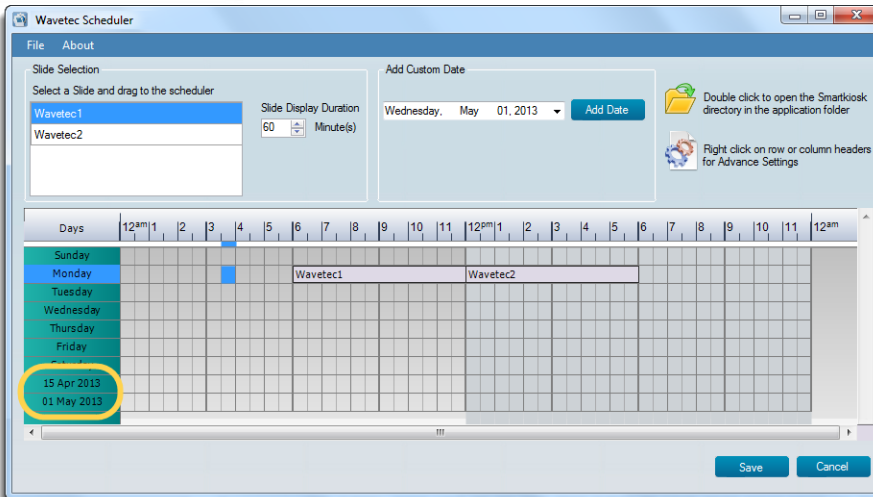 Wavetec Scheduler
File About
Slide Selection
Select a Slide and drag to the scheduler
Wavetec1
Wavetec2
Slide Display Duration
60 Minute(s)
Add Custom Date
Wednesday, May 01, 2013 Add Date
Double click to open the Smartkiosk
directory in the application folder
Right click on row or column headers
for Advance Settings
Days 12am 1 2 3 4 5 6 7 8 9 10 11 12pm 1 2 3 4 5 6 7 8 9 10 11 12am
Sunday
Monday Wavetec1 Wavetec2
Tuesday
Wednesday
Thursday
Friday
15 Apr 2013
01 May 2013
Save Cancel